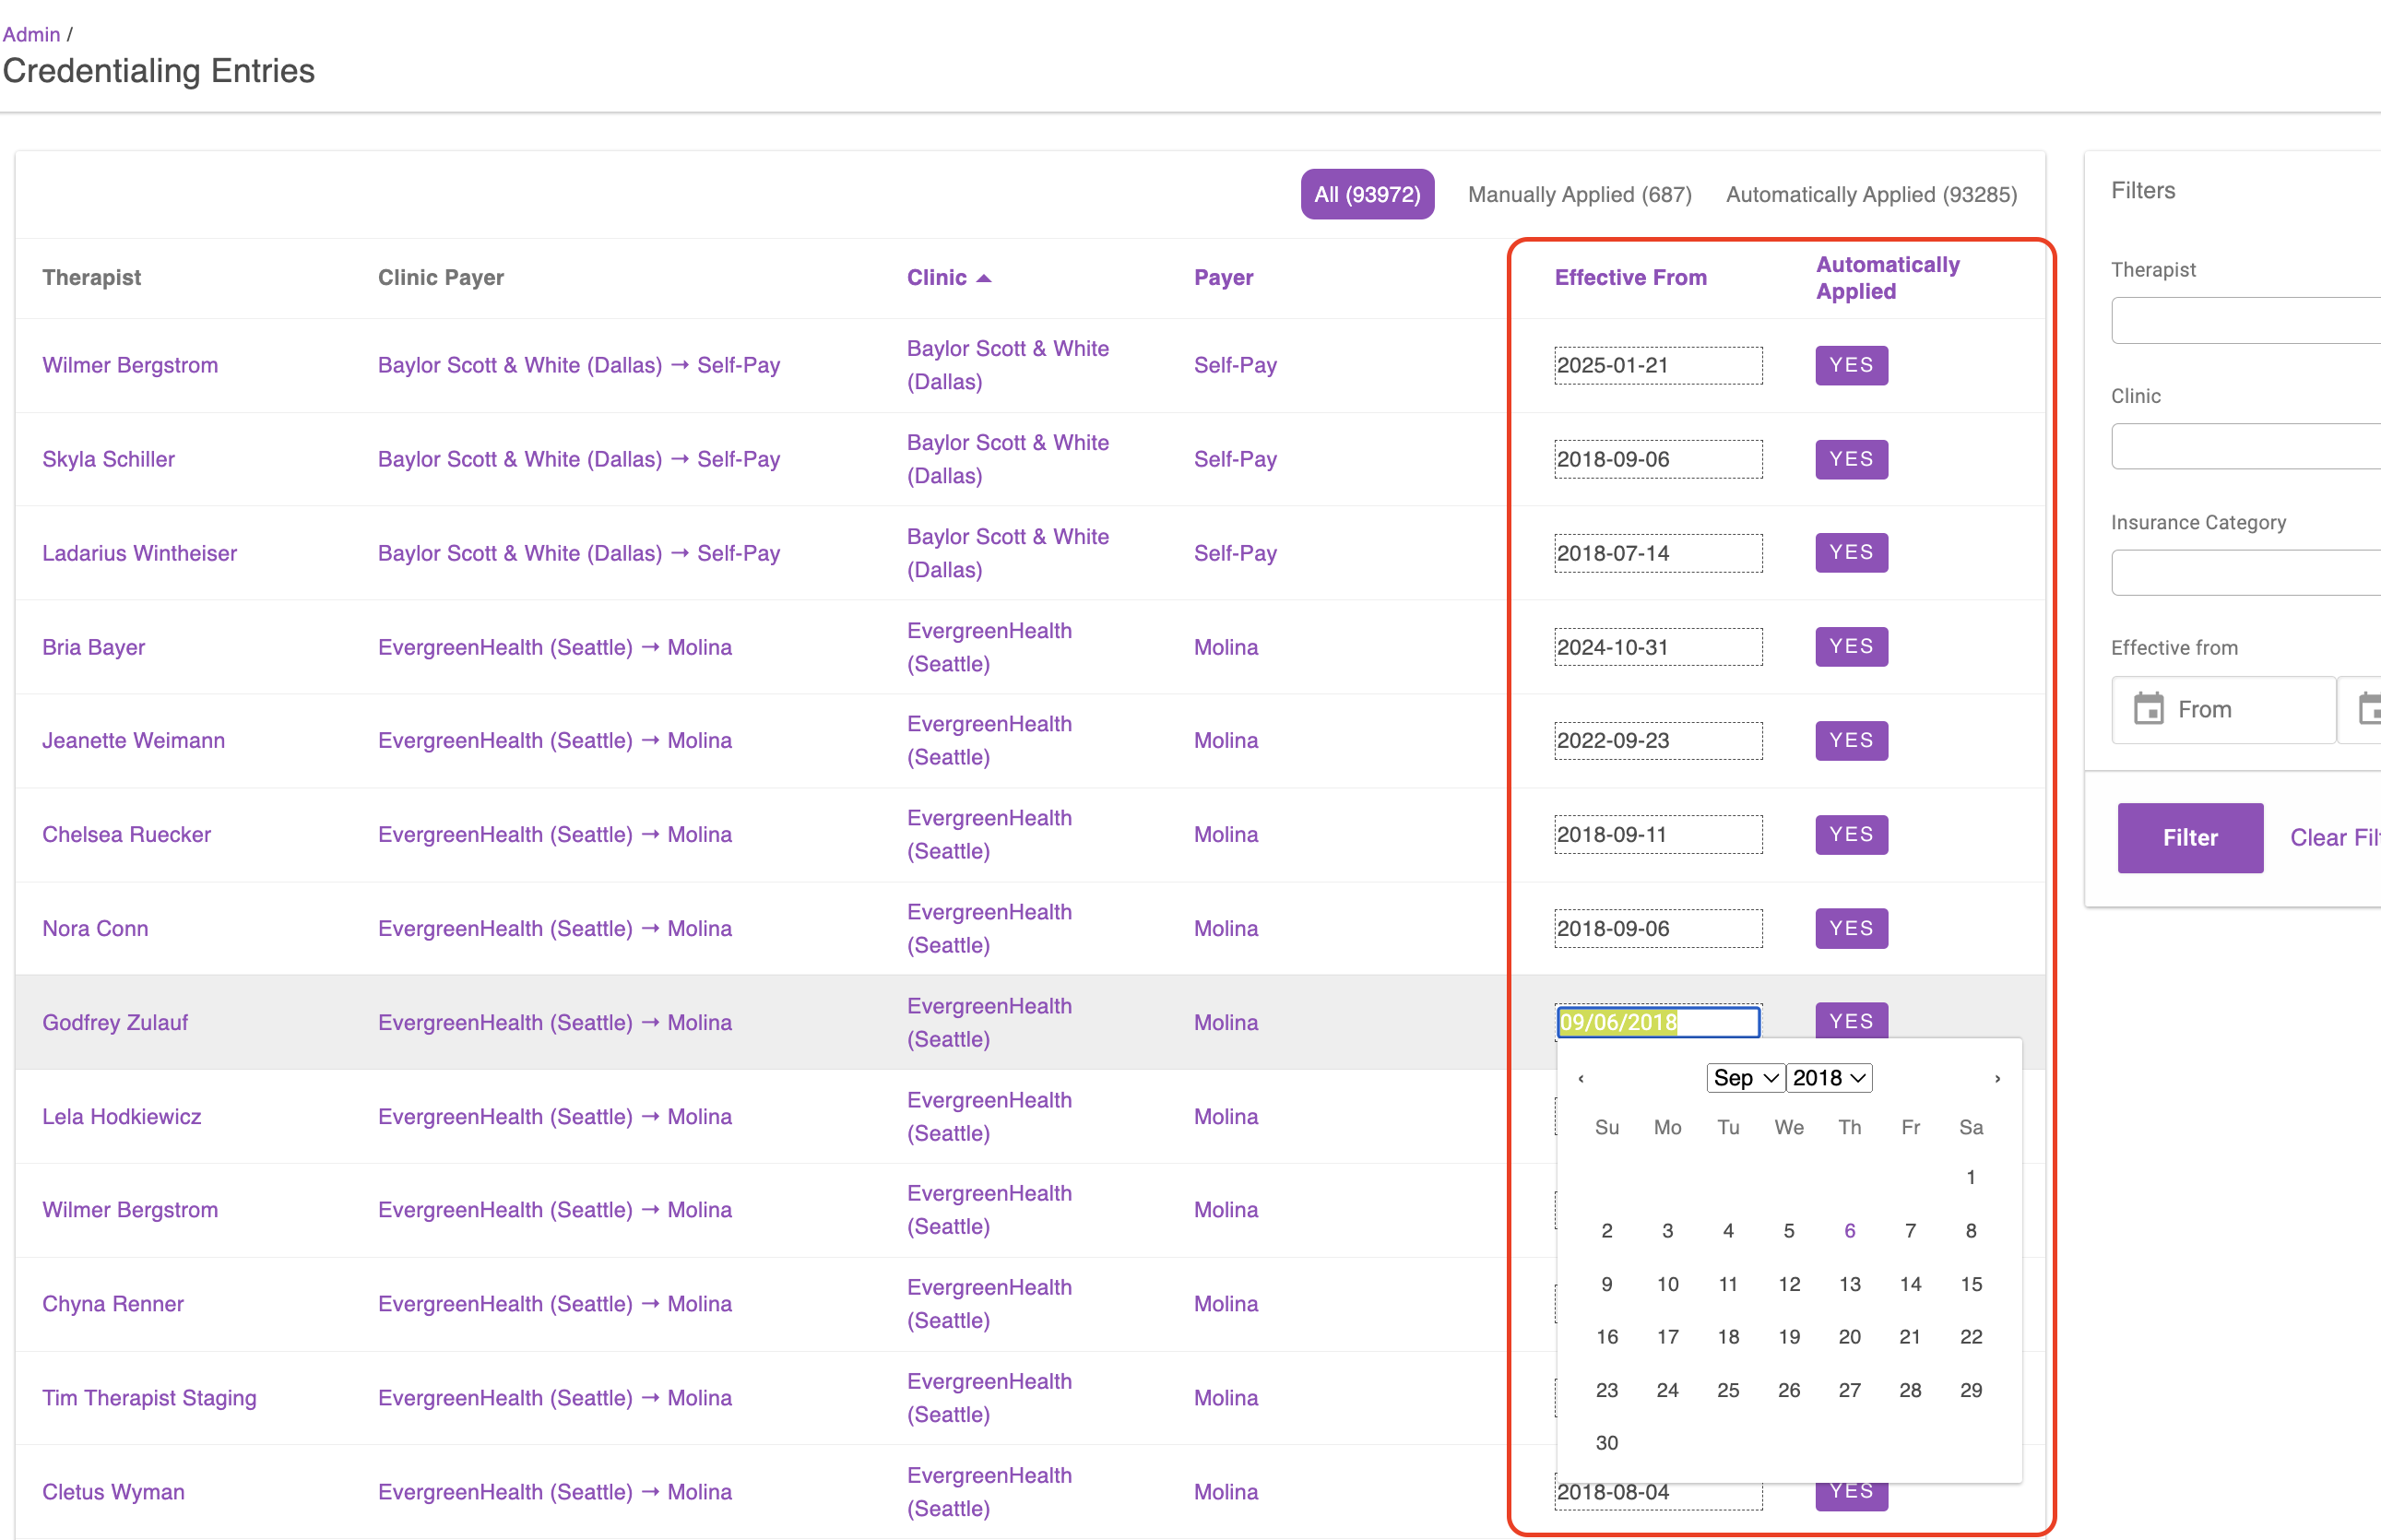 Admin /
Credentialing Entries
All (93972) Manually Applied (687) Automatically Applied (93285)
Therapist Clinic Payer Clinic Payer Effective From Automatically Applied
Wilmer Bergstrom Baylor Scott & White (Dallas) → Self-Pay Baylor Scott & White (Dallas) Self-Pay 2025-01-21 YES
Skyla Schiller Baylor Scott & White (Dallas) → Self-Pay Baylor Scott & White (Dallas) Self-Pay 2018-09-06 YES
Ladarius Wintheiser Baylor Scott & White (Dallas) → Self-Pay Baylor Scott & White (Dallas) Self-Pay 2018-07-14 YES
Bria Bayer EvergreenHealth (Seattle) → Molina EvergreenHealth (Seattle) Molina 2024-10-31 YES
Jeanette Weimann EvergreenHealth (Seattle) → Molina EvergreenHealth (Seattle) Molina 2022-09-23 YES
Chelsea Ruecker EvergreenHealth (Seattle) → Molina EvergreenHealth (Seattle) Molina 2018-09-11 YES
Nora Conn EvergreenHealth (Seattle) → Molina EvergreenHealth (Seattle) Molina 2018-09-06 YES
Godfrey Zulauf EvergreenHealth (Seattle) → Molina EvergreenHealth (Seattle) Molina 09/06/2018 YES
Lela Hodkiewicz EvergreenHealth (Seattle) → Molina EvergreenHealth (Seattle) Molina
Wilmer Bergstrom EvergreenHealth (Seattle) → Molina EvergreenHealth (Seattle) Molina
Chyna Renner EvergreenHealth (Seattle) → Molina EvergreenHealth (Seattle) Molina
Tim Therapist Staging EvergreenHealth (Seattle) → Molina EvergreenHealth (Seattle) Molina
Cletus Wyman EvergreenHealth (Seattle) → Molina EvergreenHealth (Seattle) Molina 2018-08-04 YES
‹ Sep 2018 ›
Su Mo Tu We Th Fr Sa
1
2 3 4 5 6 7 8
9 10 11 12 13 14 15
16 17 18 19 20 21 22
23 24 25 26 27 28 29
30
Filters
Therapist
Clinic
Insurance Category
Effective from
From
Filter Clear